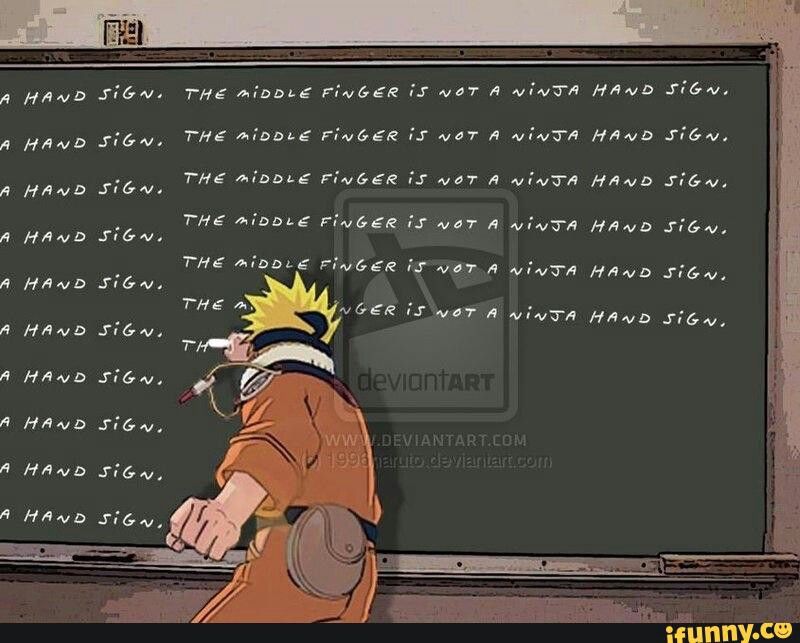 A HAND SIGN.
A HAND SIGN.
A HAND SIGN.
A HAND SIGN.
A HAND SIGN.
A HAND SIGN.
A HAND SIGN.
A HAND SIGN.
A HAND SIGN.
A HAND SIGN.
THE MIDDLE FINGER IS NOT A NINJA HAND SIGN.
THE MIDDLE FINGER IS NOT A NINJA HAND SIGN.
THE MIDDLE FINGER IS NOT A NINJA HAND SIGN.
THE MIDDLE FINGER IS NOT A NINJA HAND SIGN.
THE MIDDLE FINGER IS NOT A NINJA HAND SIGN.
THE IS NOT A NINJA HAND SIGN.
TH
deviantART
WWW.DEVIANTART.COM
(c) 1996naruto.deviantart.com
ifunny.co